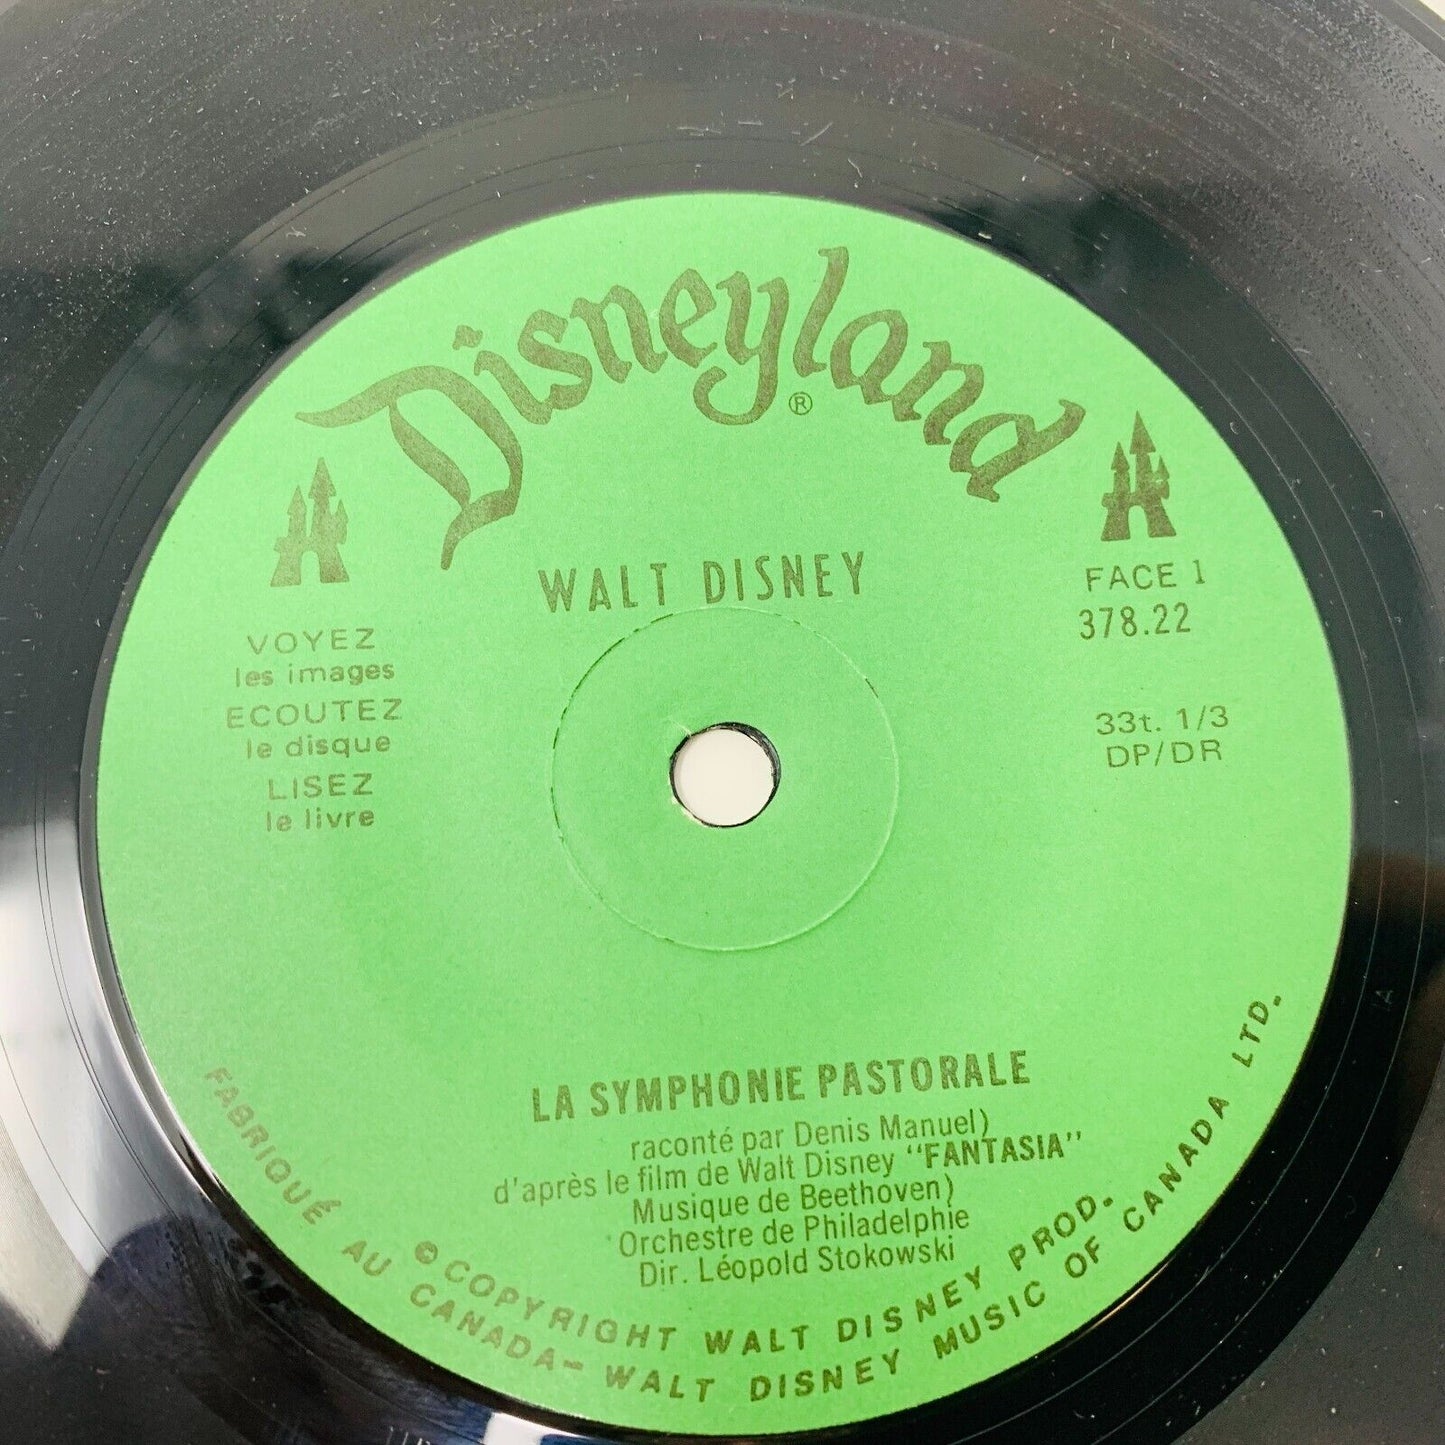 Disneyland®
WALT DISNEY
FACE 1
378.22
VOYEZ
les images
ECOUTEZ
le disque
LISEZ
le livre
33t. 1/3
DP/DR
LA SYMPHONIE PASTORALE
raconté par Denis Manuel)
d'après le film de Walt Disney "FANTASIA"
Musique de Beethoven)
Orchestre de Philadelphie
Dir. Léopold Stokowski
©COPYRIGHT WALT DISNEY PROD.
FABRIQUÉ AU CANADA- WALT DISNEY MUSIC OF CANADA LTD.